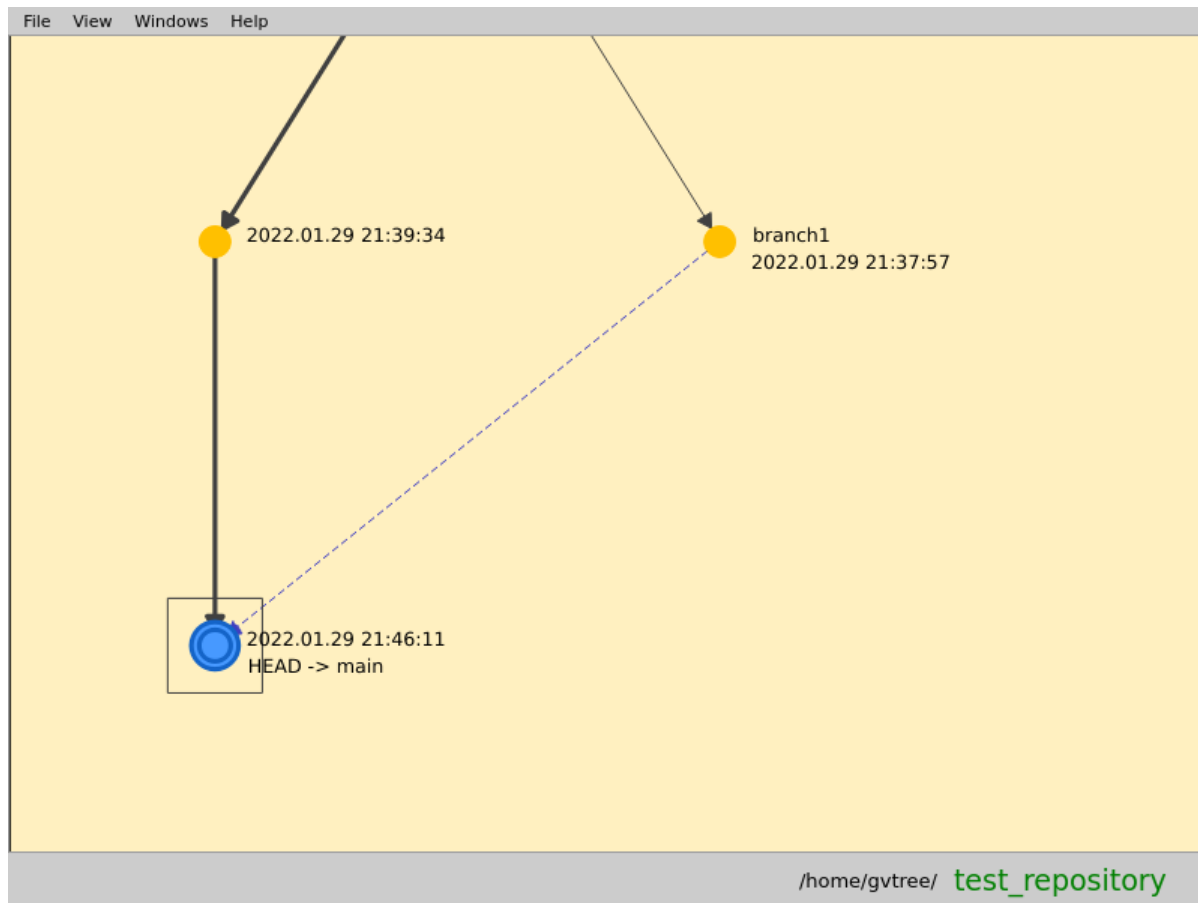 File View Windows Help
2022.01.29 21:39:34
branch1
2022.01.29 21:37:57
2022.01.29 21:46:11
HEAD -> main
/home/gvtree/ test_repository